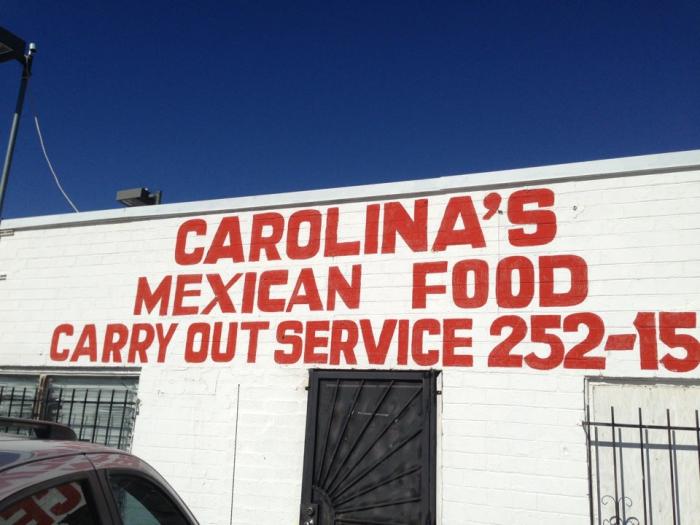 CAROLINA'S
MEXICAN FOOD
CARRY OUT SERVICE 252-15